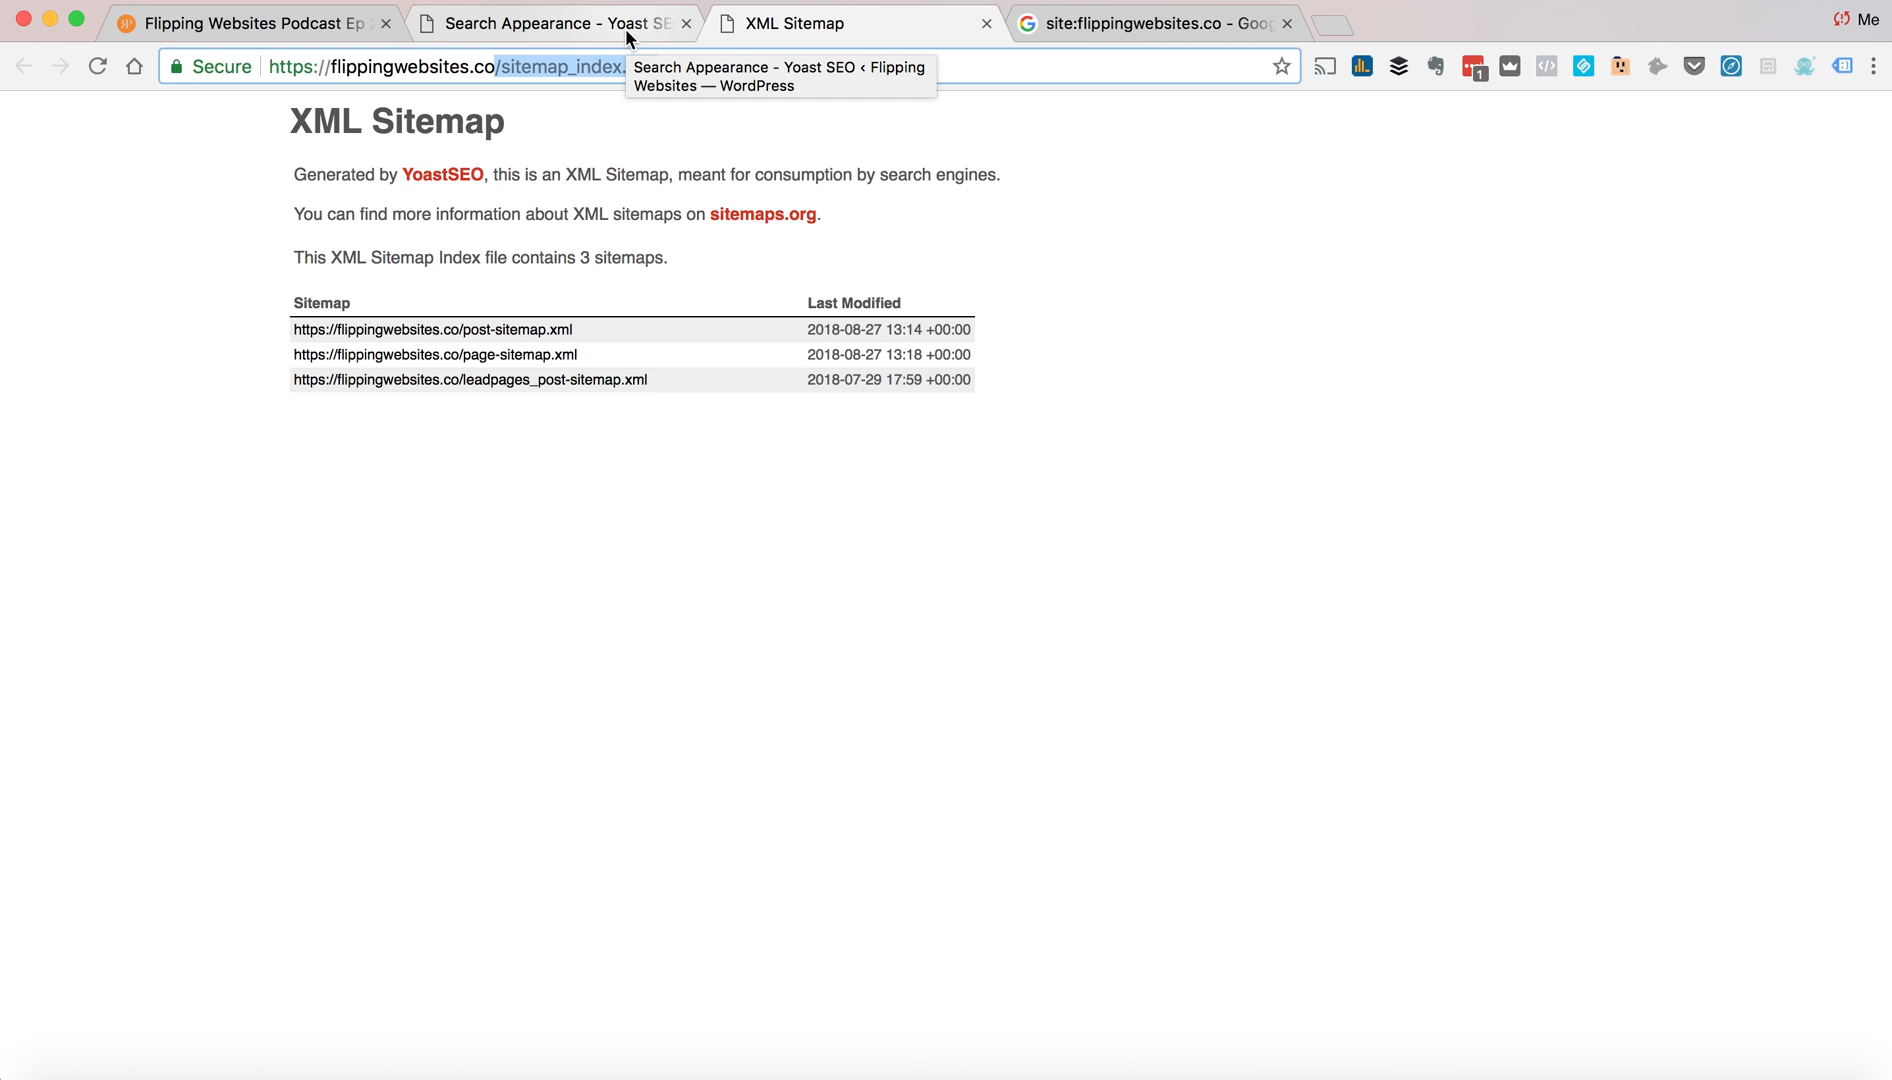 Flipping Websites Podcast Ep
Search Appearance - Yoast SE
XML Sitemap
site:flippingwebsites.co - Goog
Me
Secure
https://flippingwebsites.co/sitemap_index.
Search Appearance - Yoast SEO ‹ Flipping
Websites — WordPress
1
XML Sitemap
Generated by YoastSEO, this is an XML Sitemap, meant for consumption by search engines.
You can find more information about XML sitemaps on sitemaps.org.
This XML Sitemap Index file contains 3 sitemaps.
Sitemap Last Modified
https://flippingwebsites.co/post-sitemap.xml 2018-08-27 13:14 +00:00
https://flippingwebsites.co/page-sitemap.xml 2018-08-27 13:18 +00:00
https://flippingwebsites.co/leadpages_post-sitemap.xml 2018-07-29 17:59 +00:00